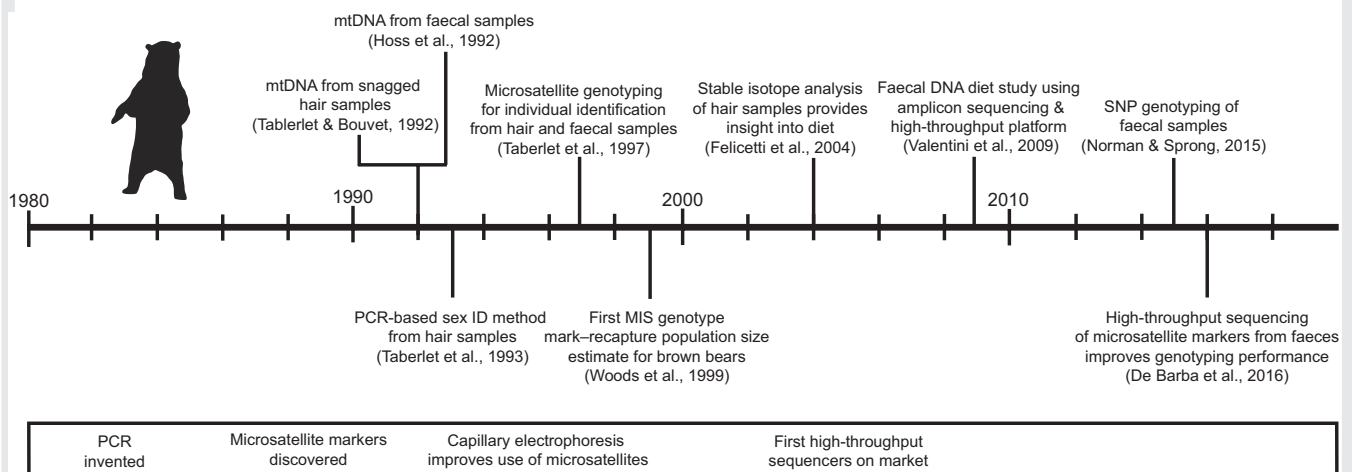 mtDNA from faecal samples
(Hoss et al., 1992)
mtDNA from snagged
hair samples
(Tablerlet & Bouvet, 1992)
Microsatellite genotyping
for individual identification
from hair and faecal samples
(Taberlet et al., 1997)
Stable isotope analysis
of hair samples provides
insight into diet
(Felicetti et al., 2004)
Faecal DNA diet study using
amplicon sequencing &
high-throughput platform
(Valentini et al., 2009)
SNP genotyping of
faecal samples
(Norman & Sprong, 2015)
1980
1990
2000
2010
PCR-based sex ID method
from hair samples
(Taberlet et al., 1993)
First MIS genotype
mark–recapture population size
estimate for brown bears
(Woods et al., 1999)
High-throughput sequencing
of microsatellite markers from faeces
improves genotyping performance
(De Barba et al., 2016)
PCR
invented
Microsatellite markers
discovered
Capillary electrophoresis
improves use of microsatellites
First high-throughput
sequencers on market